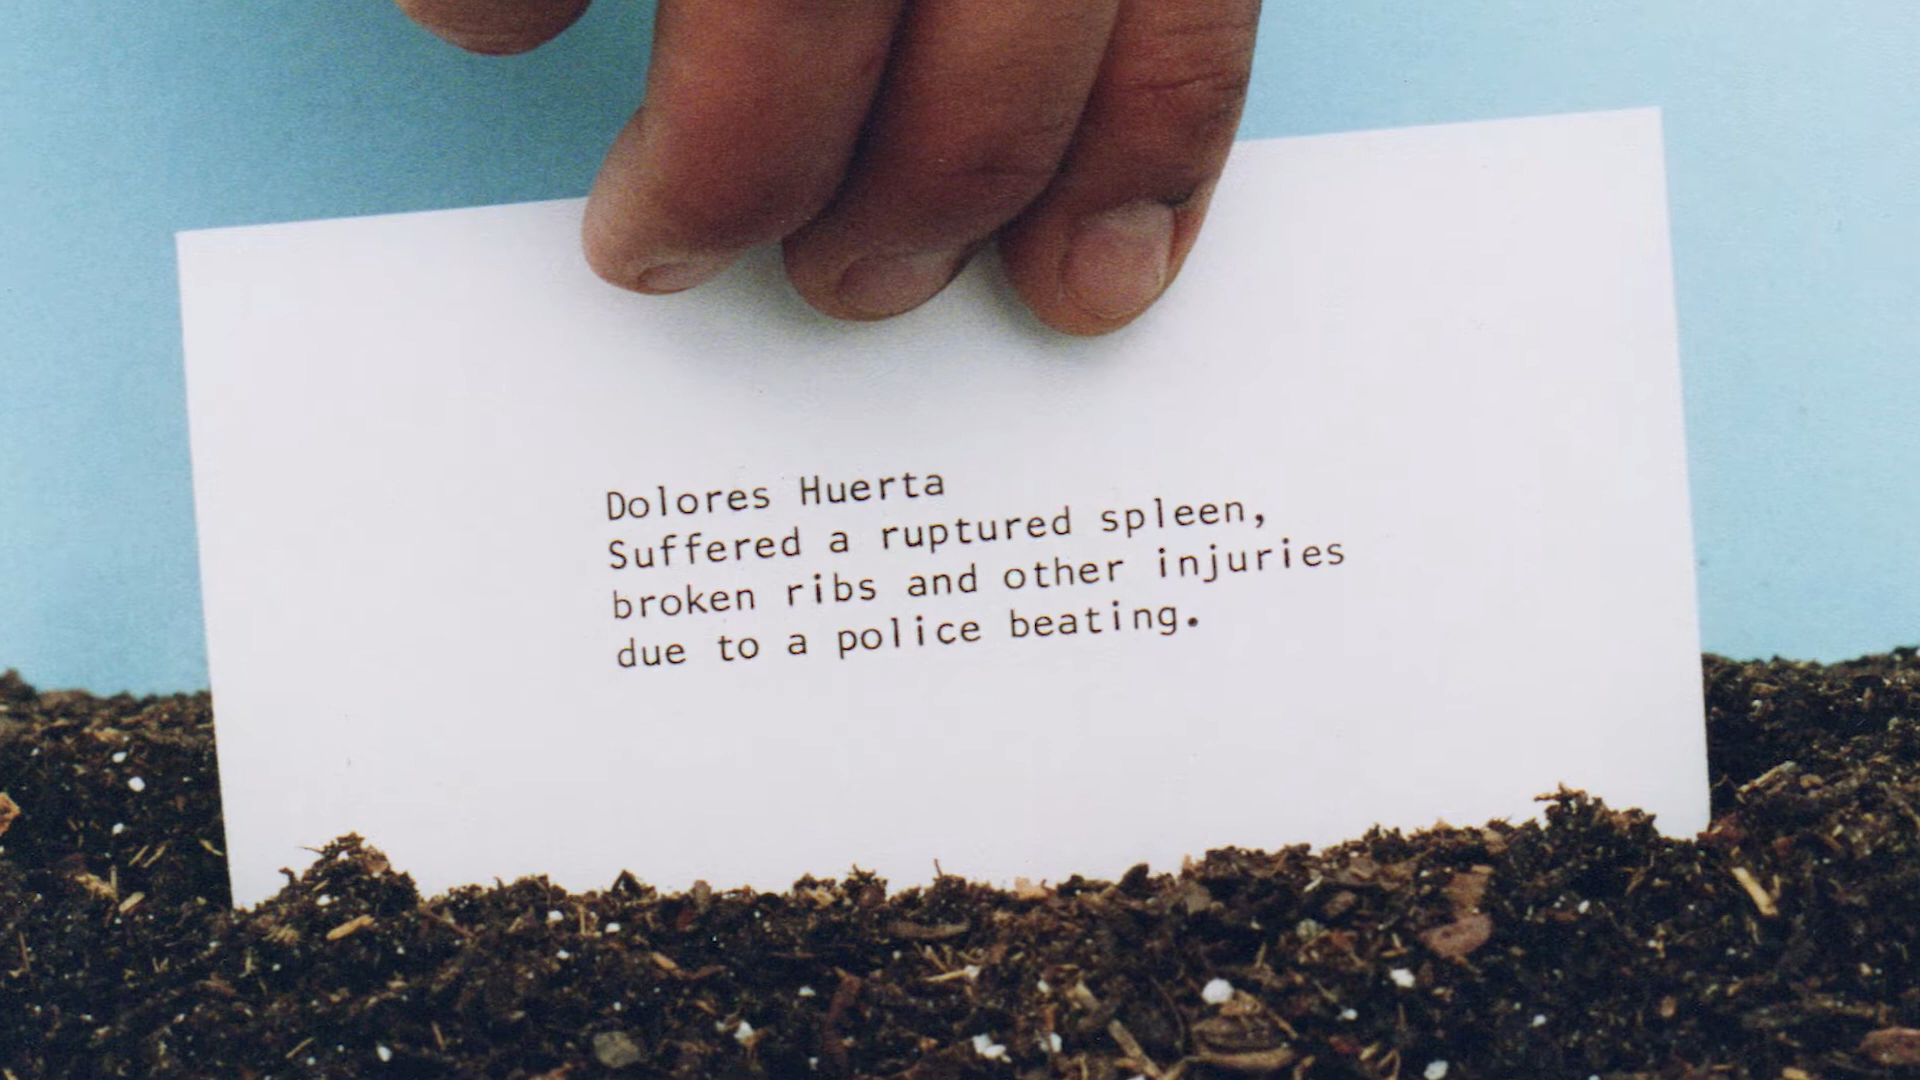 Dolores Huerta
Suffered a ruptured spleen,
broken ribs and other injuries
due to a police beating.